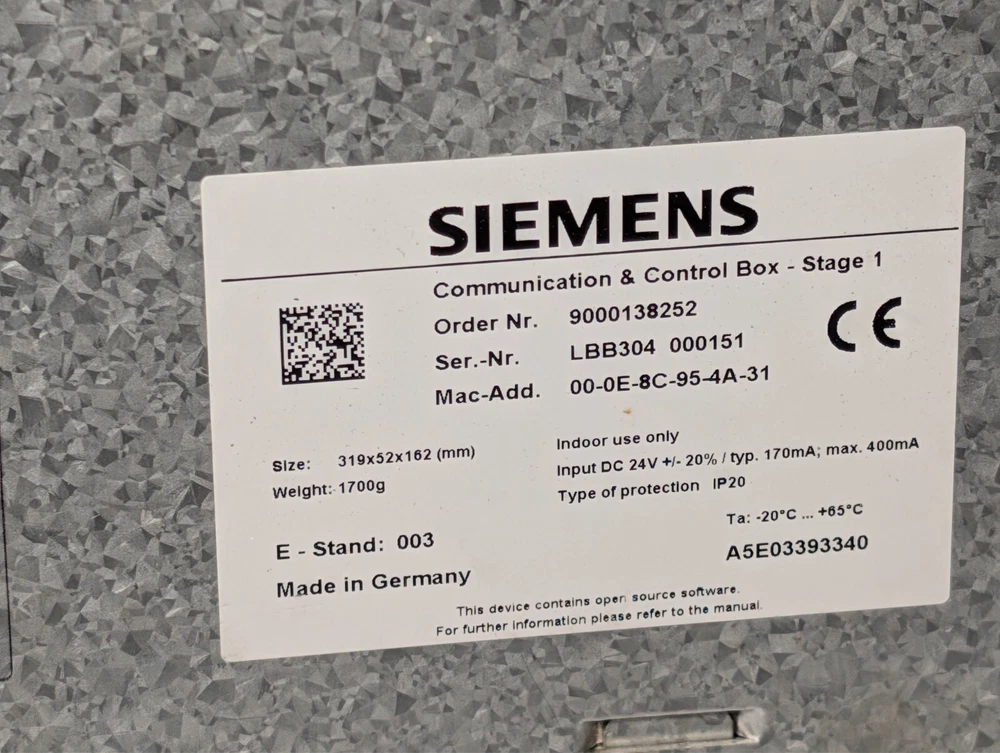 SIEMENS
Communication & Control Box - Stage 1
Order Nr. 9000138252
Ser.-Nr. LBB304 000151
Mac-Add. 00-0E-8C-95-4A-31
CE
Size: 319x52x162 (mm)
Weight: 1700g
Indoor use only
Input DC 24V +/- 20% / typ. 170mA; max. 400mA
Type of protection IP20
Ta: -20°C ... +65°C
E - Stand: 003
A5E03393340
Made in Germany
This device contains open source software.
For further information please refer to the manual.